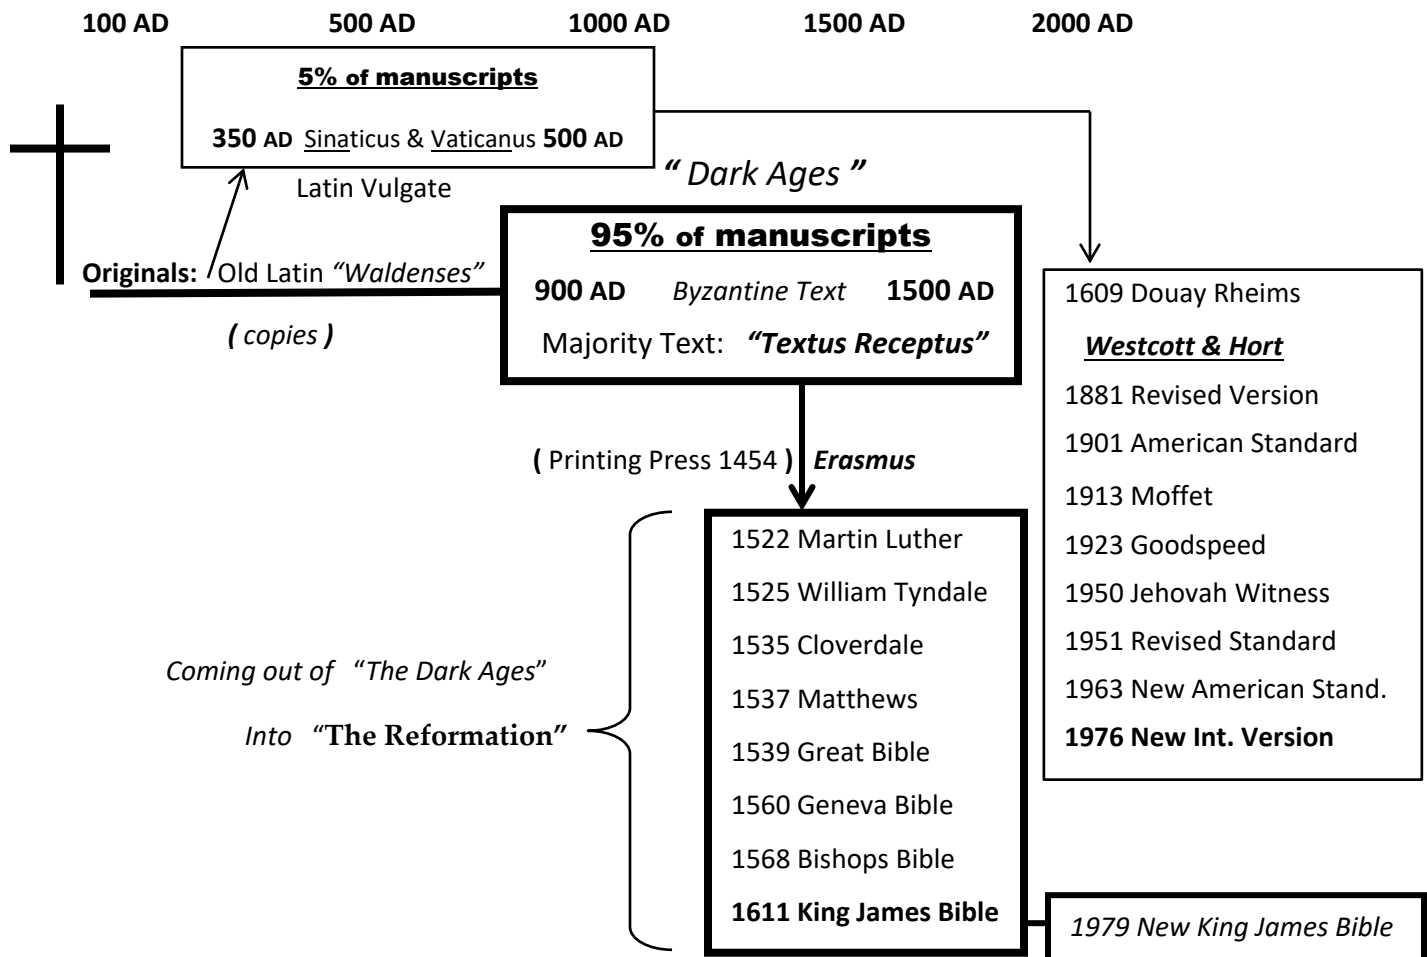 100 AD 500 AD 1000 AD 1500 AD 2000 AD
5% of manuscripts
350 AD Sinaticus & Vaticanus 500 AD
Latin Vulgate
“ Dark Ages ”
95% of manuscripts
900 AD Byzantine Text 1500 AD
Majority Text: “Textus Receptus”
Originals: Old Latin “Waldenses”
( copies )
1609 Douay Rheims
Westcott & Hort
1881 Revised Version
1901 American Standard
1913 Moffet
1923 Goodspeed
1950 Jehovah Witness
1951 Revised Standard
1963 New American Stand.
1976 New Int. Version
( Printing Press 1454 ) Erasmus
1522 Martin Luther
1525 William Tyndale
1535 Cloverdale
1537 Matthews
1539 Great Bible
1560 Geneva Bible
1568 Bishops Bible
1611 King James Bible
Coming out of “The Dark Ages”
Into “The Reformation”
1979 New King James Bible